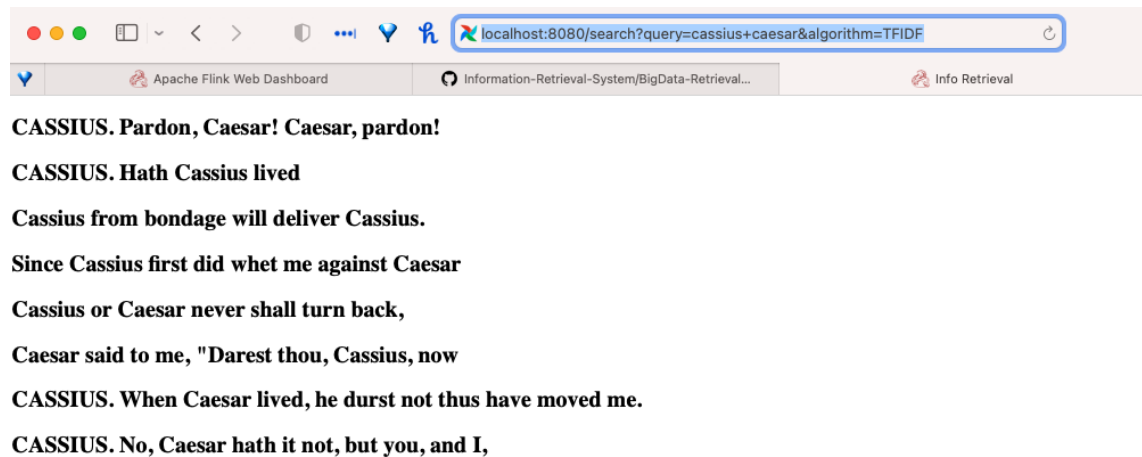 localhost:8080/search?query=cassius+caesar&algorithm=TFIDF
Apache Flink Web Dashboard
Information-Retrieval-System/BigData-Retrieval...
Info Retrieval
CASSIUS. Pardon, Caesar! Caesar, pardon!
CASSIUS. Hath Cassius lived
Cassius from bondage will deliver Cassius.
Since Cassius first did whet me against Caesar
Cassius or Caesar never shall turn back,
Caesar said to me, "Darest thou, Cassius, now
CASSIUS. When Caesar lived, he durst not thus have moved me.
CASSIUS. No, Caesar hath it not, but you, and I,